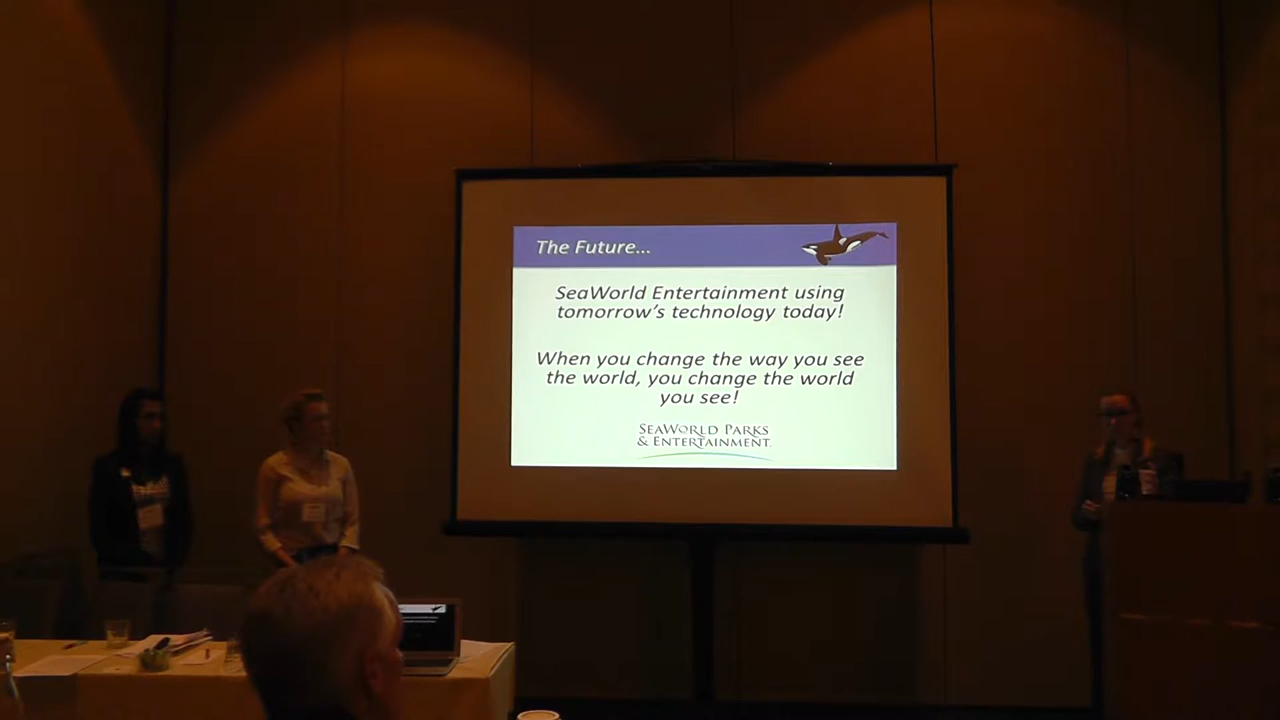 The Future...
SeaWorld Entertainment using
tomorrow's technology today!
When you change the way you see
the world, you change the world
you see!
SEAWORLD PARKS
& ENTERTAINMENT